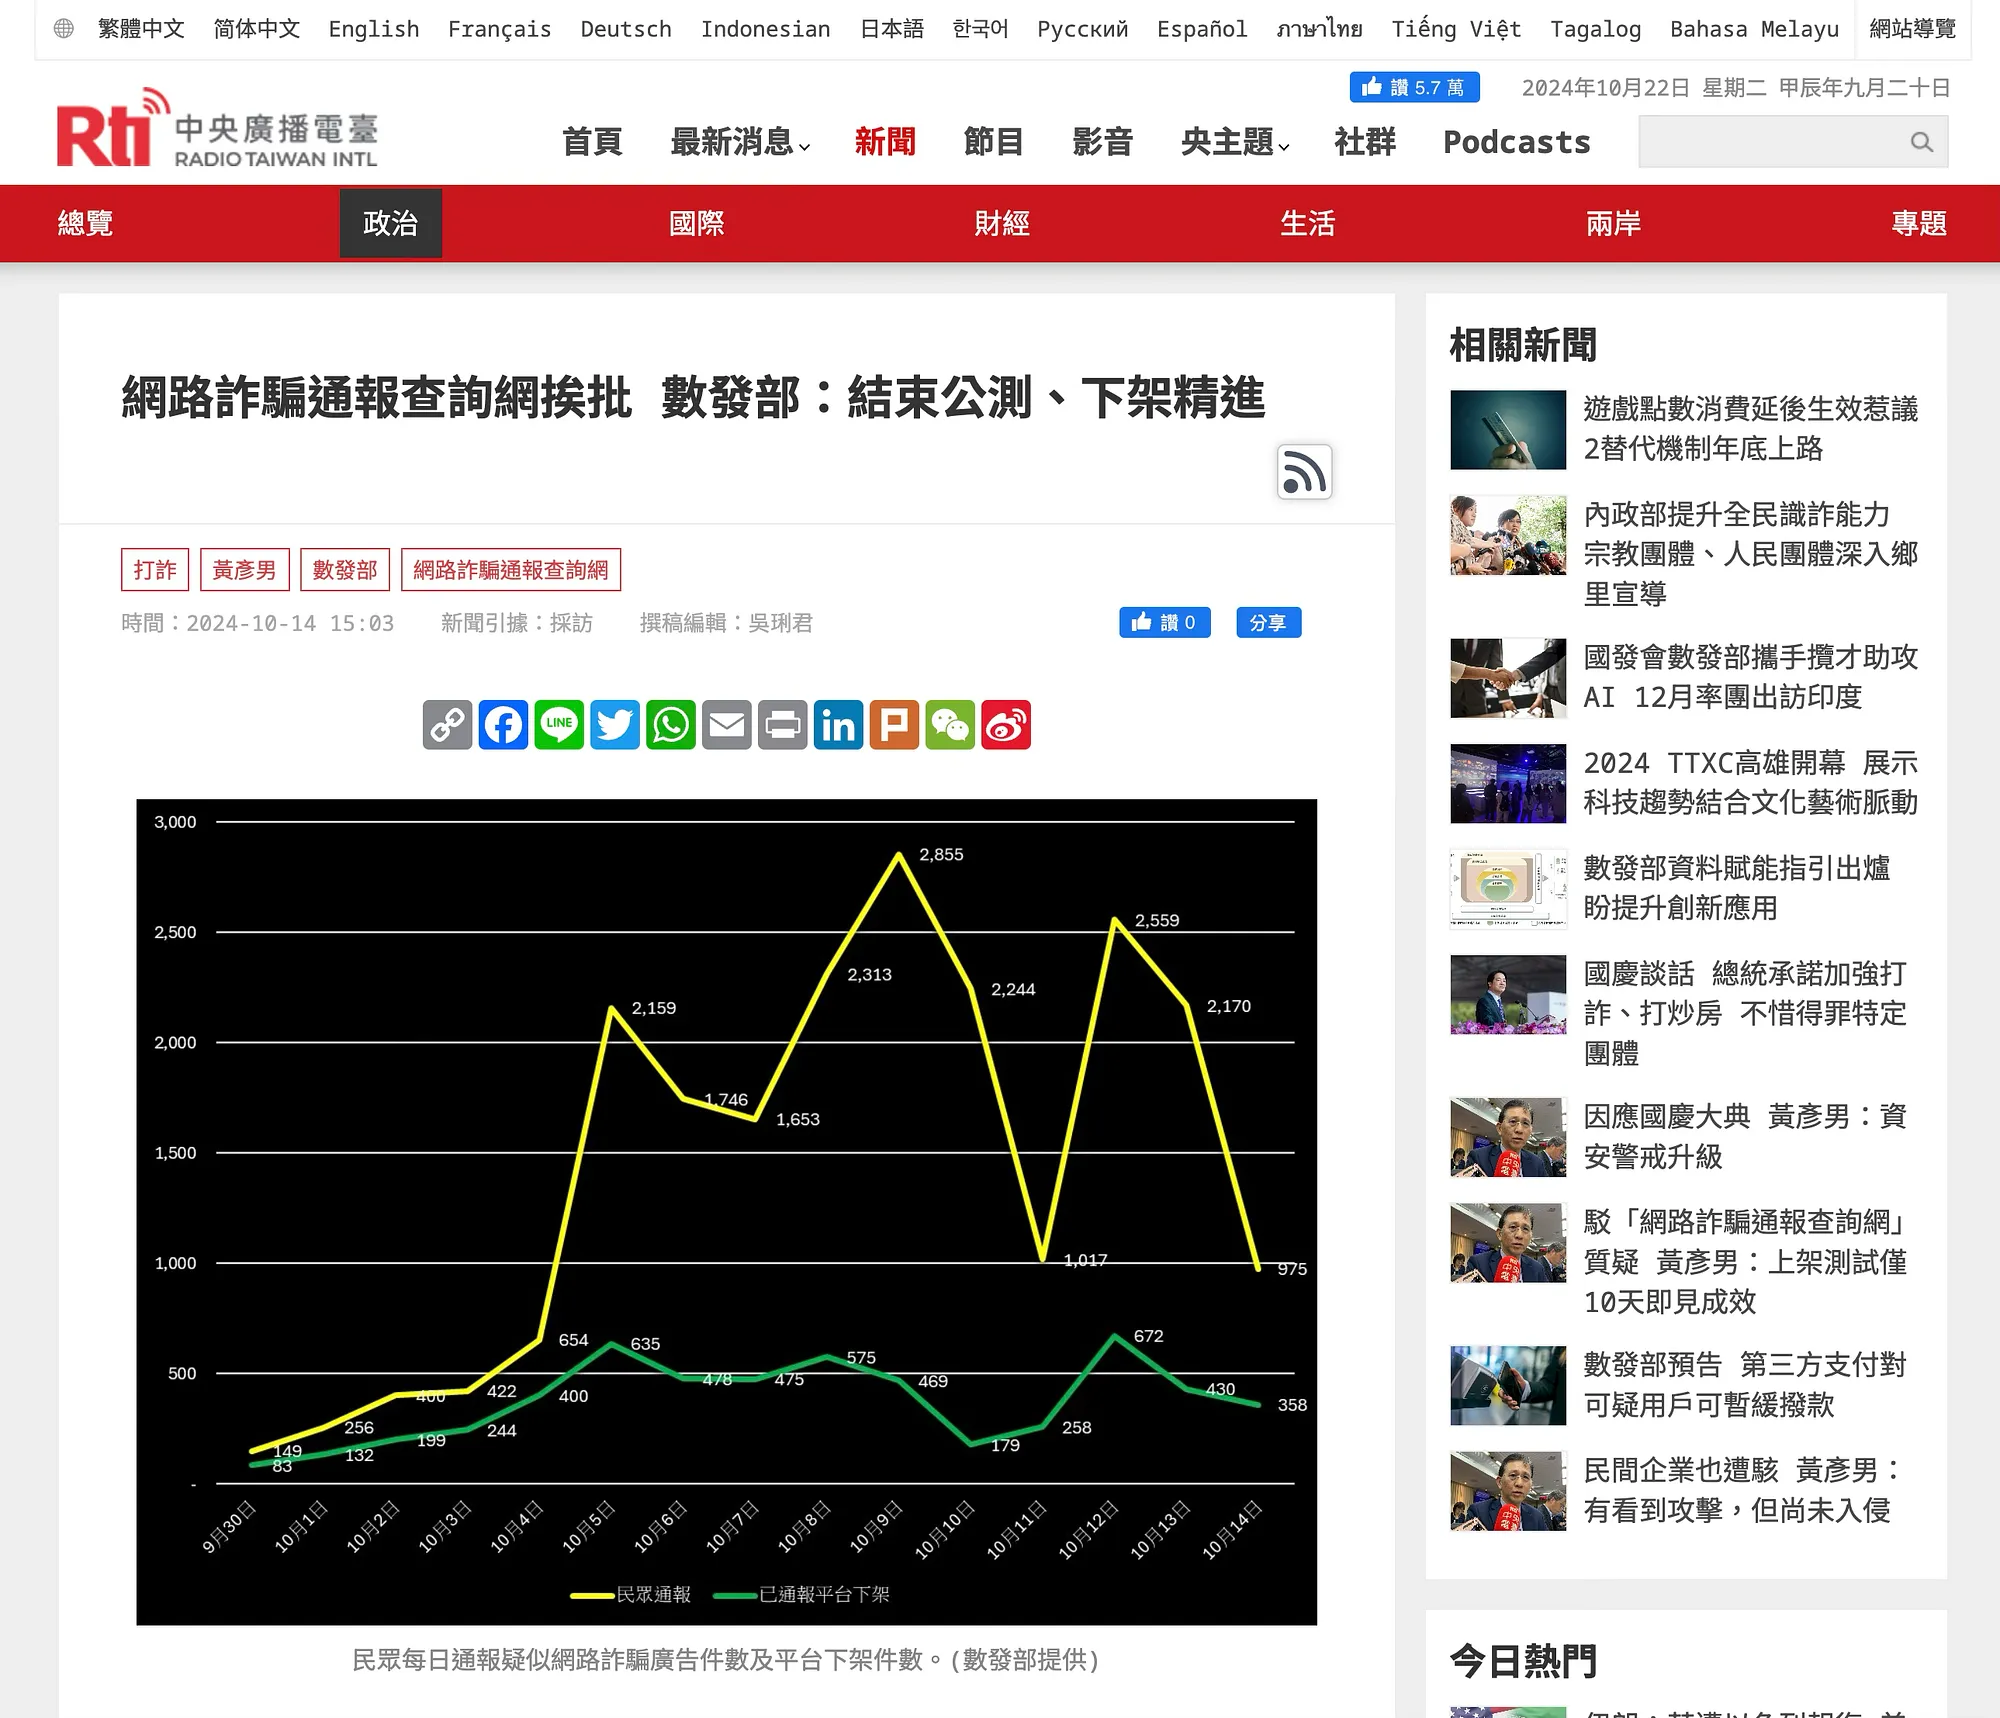 繁體中文 简体中文 English Français Deutsch Indonesian 日本語 한국어 Русский Español ภาษาไทย Tiếng Việt Tagalog Bahasa Melayu 網站導覽
讚 5.7 萬 2024年10月22日 星期二 甲辰年九月二十日
Rti 中央廣播電臺
RADIO TAIWAN INTL
首頁 最新消息 新聞 節目 影音 央主題 社群 Podcasts
總覽 政治 國際 財經 生活 兩岸 專題
網路詐騙通報查詢網挨批 數發部：結束公測、下架精進
打詐 黃彥男 數發部 網路詐騙通報查詢網
時間：2024-10-14 15:03 新聞引據：採訪 撰稿編輯：吳琍君
讚 0 分享
LINE
3,000
2,500
2,000
1,500
1,000
500
-
2,855
2,559
2,313
2,244
2,159
2,170
1,746
1,653
1,017
975
654
422
400
256
149
83
132
199
244
400
635
478
475
575
469
179
258
672
430
358
9月30日 10月1日 10月2日 10月3日 10月4日 10月5日 10月6日 10月7日 10月8日 10月9日 10月10日 10月11日 10月12日 10月13日 10月14日
民眾通報 已通報平台下架
民眾每日通報疑似網路詐騙廣告件數及平台下架件數。(數發部提供)
相關新聞
遊戲點數消費延後生效惹議
2替代機制年底上路
內政部提升全民識詐能力
宗教團體、人民團體深入鄉
里宣導
國發會數發部攜手攬才助攻
AI 12月率團出訪印度
2024 TTXC高雄開幕 展示
科技趨勢結合文化藝術脈動
數發部資料賦能指引出爐
盼提升創新應用
國慶談話 總統承諾加強打
詐、打炒房 不惜得罪特定
團體
因應國慶大典 黃彥男：資
安警戒升級
駁「網路詐騙通報查詢網」
質疑 黃彥男：上架測試僅
10天即見成效
數發部預告 第三方支付對
可疑用戶可暫緩撥款
民間企業也遭駭 黃彥男：
有看到攻擊，但尚未入侵
今日熱門